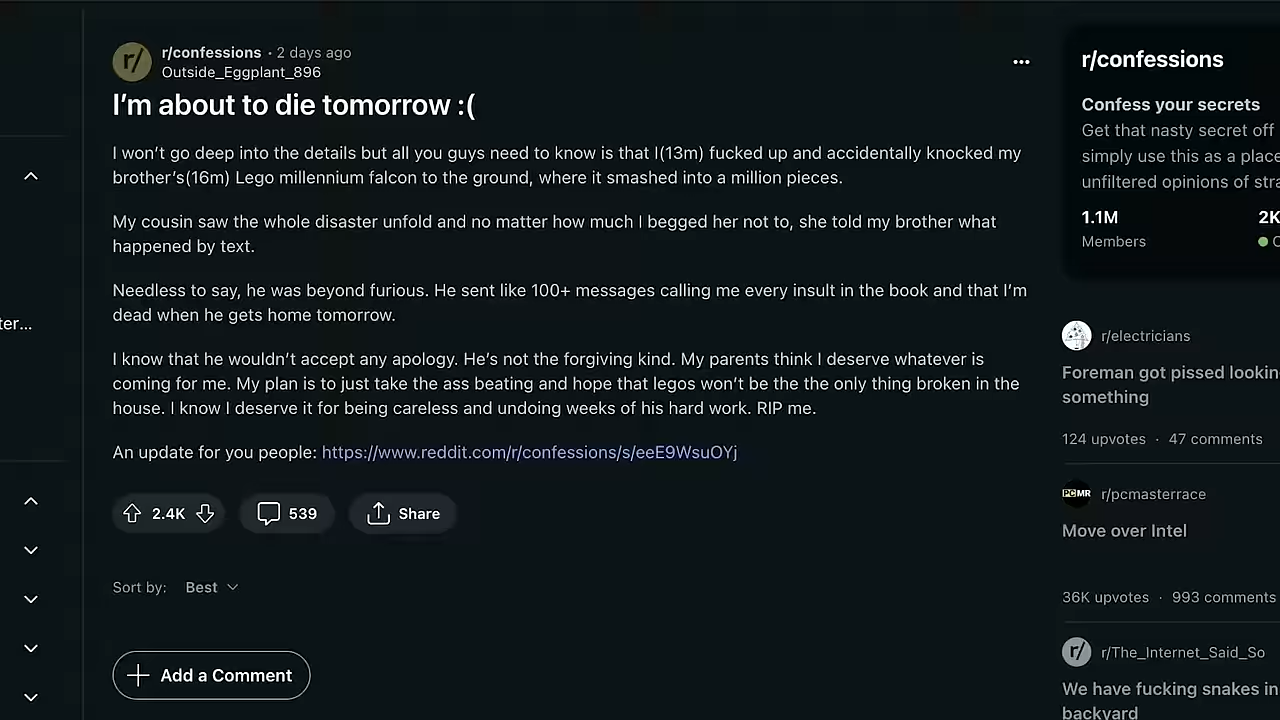 r/confessions • 2 days ago
Outside_Eggplant_896
I'm about to die tomorrow :(
I won't go deep into the details but all you guys need to know is that I(13m) fucked up and accidentally knocked my
brother's(16m) Lego millennium falcon to the ground, where it smashed into a million pieces.
My cousin saw the whole disaster unfold and no matter how much I begged her not to, she told my brother what
happened by text.
Needless to say, he was beyond furious. He sent like 100+ messages calling me every insult in the book and that I'm
dead when he gets home tomorrow.
I know that he wouldn't accept any apology. He's not the forgiving kind. My parents think I deserve whatever is
coming for me. My plan is to just take the ass beating and hope that legos won't be the the only thing broken in the
house. I know I deserve it for being careless and undoing weeks of his hard work. RIP me.
An update for you people: https://www.reddit.com/r/confessions/s/eeE9WsuOYj
2.4K 539 Share
Sort by: Best
Add a Comment
ter...
r/confessions
Confess your secrets
Get that nasty secret off
simply use this as a place
unfiltered opinions of stra
1.1M 2K
Members
r/electricians
Foreman got pissed lookin
something
124 upvotes · 47 comments
PCMR r/pcmasterrace
Move over Intel
36K upvotes · 993 comments
r/ r/The_Internet_Said_So
We have fucking snakes in
backyard